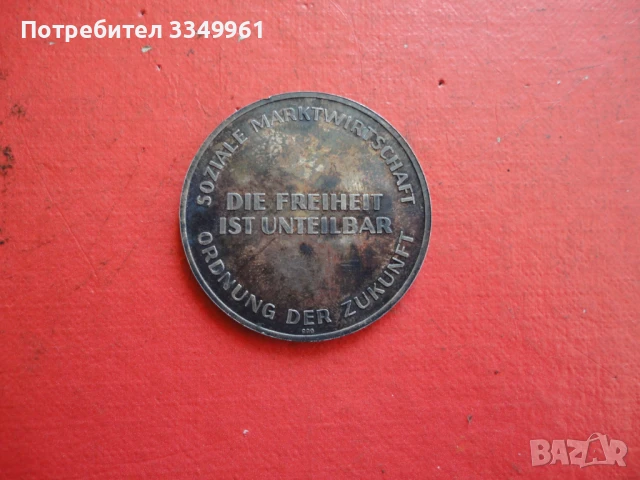 Потребител 3349961
SOZIALE MARKTWIRTSCHAFT
DIE FREIHEIT
IST UNTEILBAR
ORDNUNG DER ZUKUNFT
BAZAR